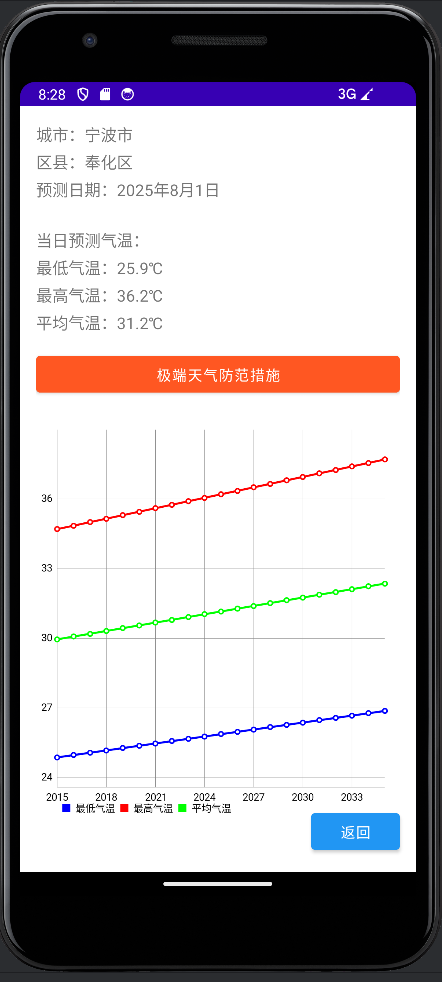 8:28
3G
城市：宁波市
区县：奉化区
预测日期：2025年8月1日
当日预测气温：
最低气温：25.9℃
最高气温：36.2℃
平均气温：31.2℃
极端天气防范措施
36
33
30
27
24
2015 2018 2021 2024 2027 2030 2033
最低气温 最高气温 平均气温
返回